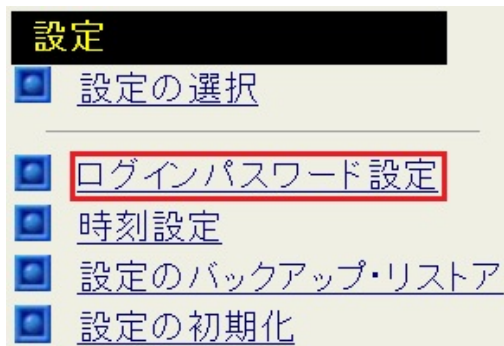 設定
設定の選択
ログインパスワード設定
時刻設定
設定のバックアップ・リストア
設定の初期化